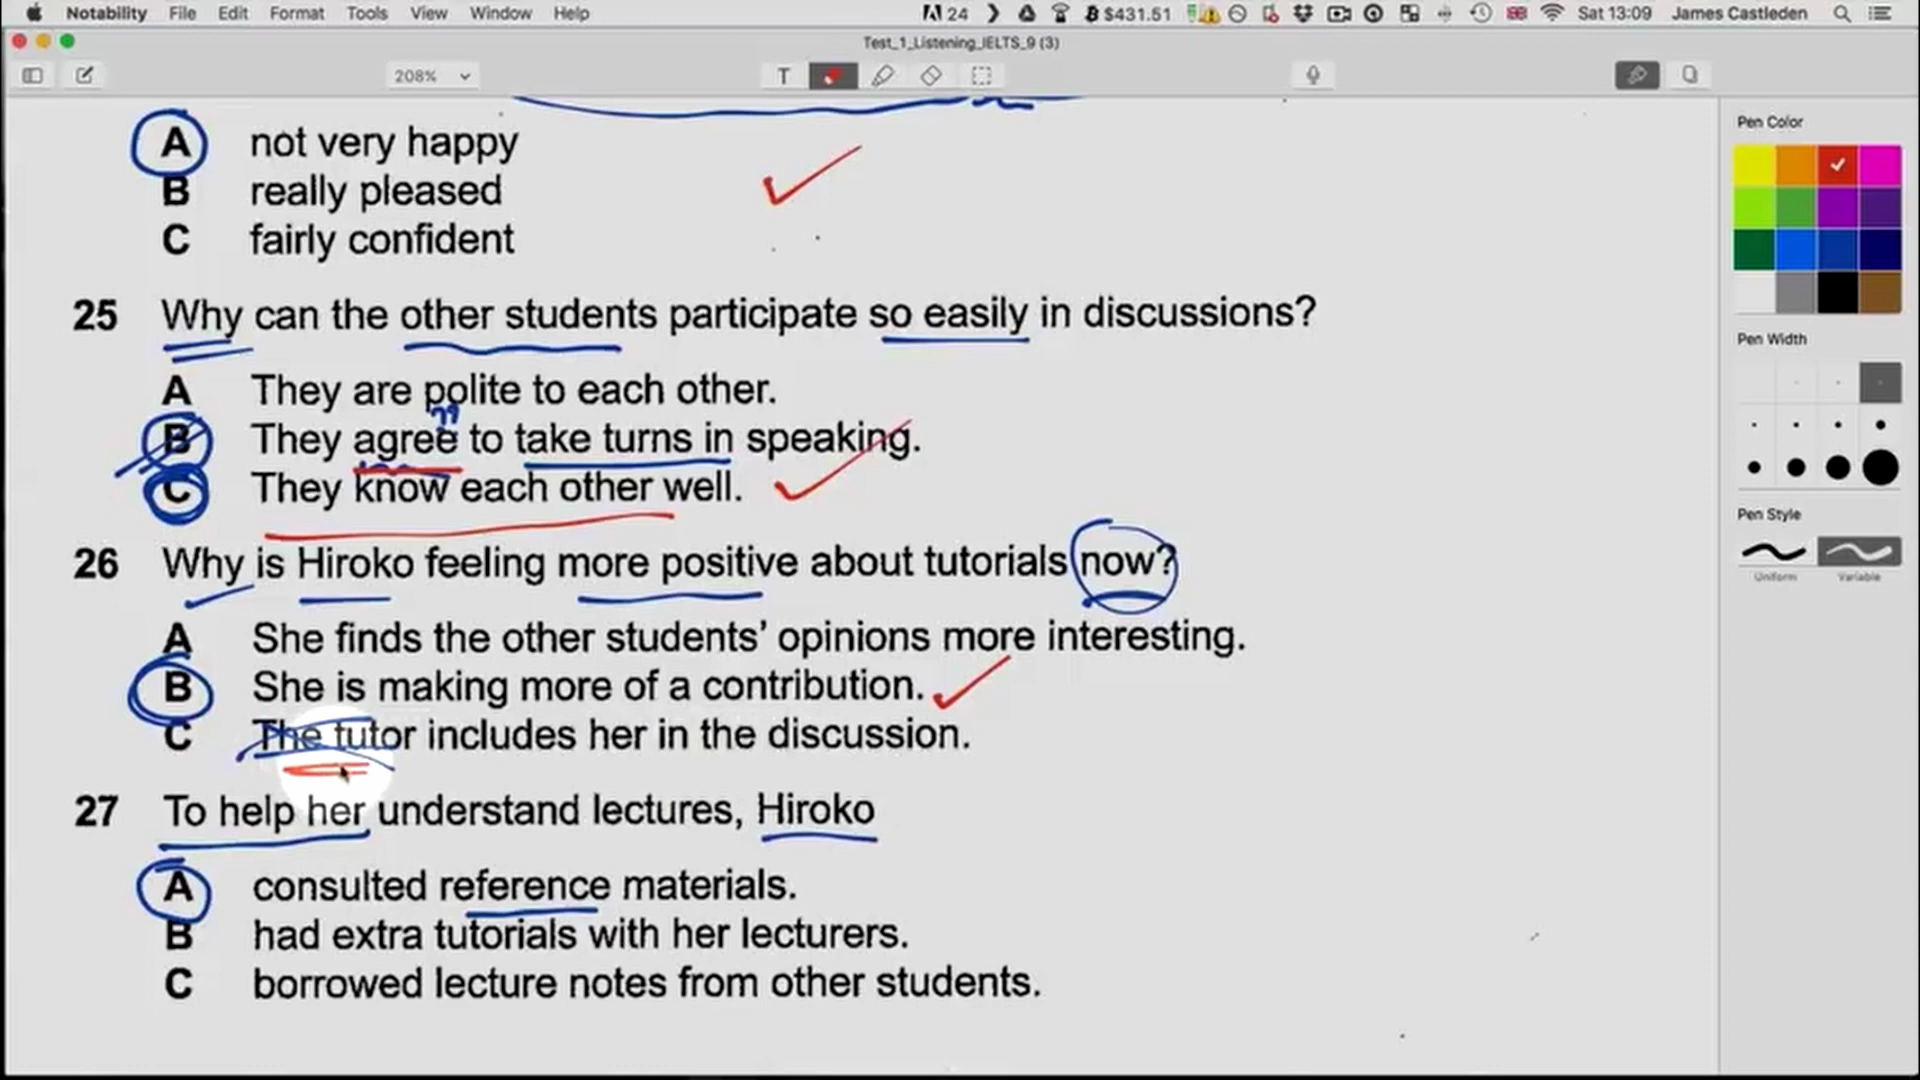 Notability File Edit Format Tools View Window Help 24 $431.51 Sat 13:09 James Castleden
Test_1_Listening_IELTS_9 (3)
208% T
A not very happy
B really pleased
C fairly confident
25 Why can the other students participate so easily in discussions?
A They are polite to each other.
B They agree to take turns in speaking.
C They know each other well.
26 Why is Hiroko feeling more positive about tutorials now?
A She finds the other students' opinions more interesting.
B She is making more of a contribution.
C The tutor includes her in the discussion.
27 To help her understand lectures, Hiroko
A consulted reference materials.
B had extra tutorials with her lecturers.
C borrowed lecture notes from other students.
Pen Color
Pen Width
Pen Style
Uniform Variable